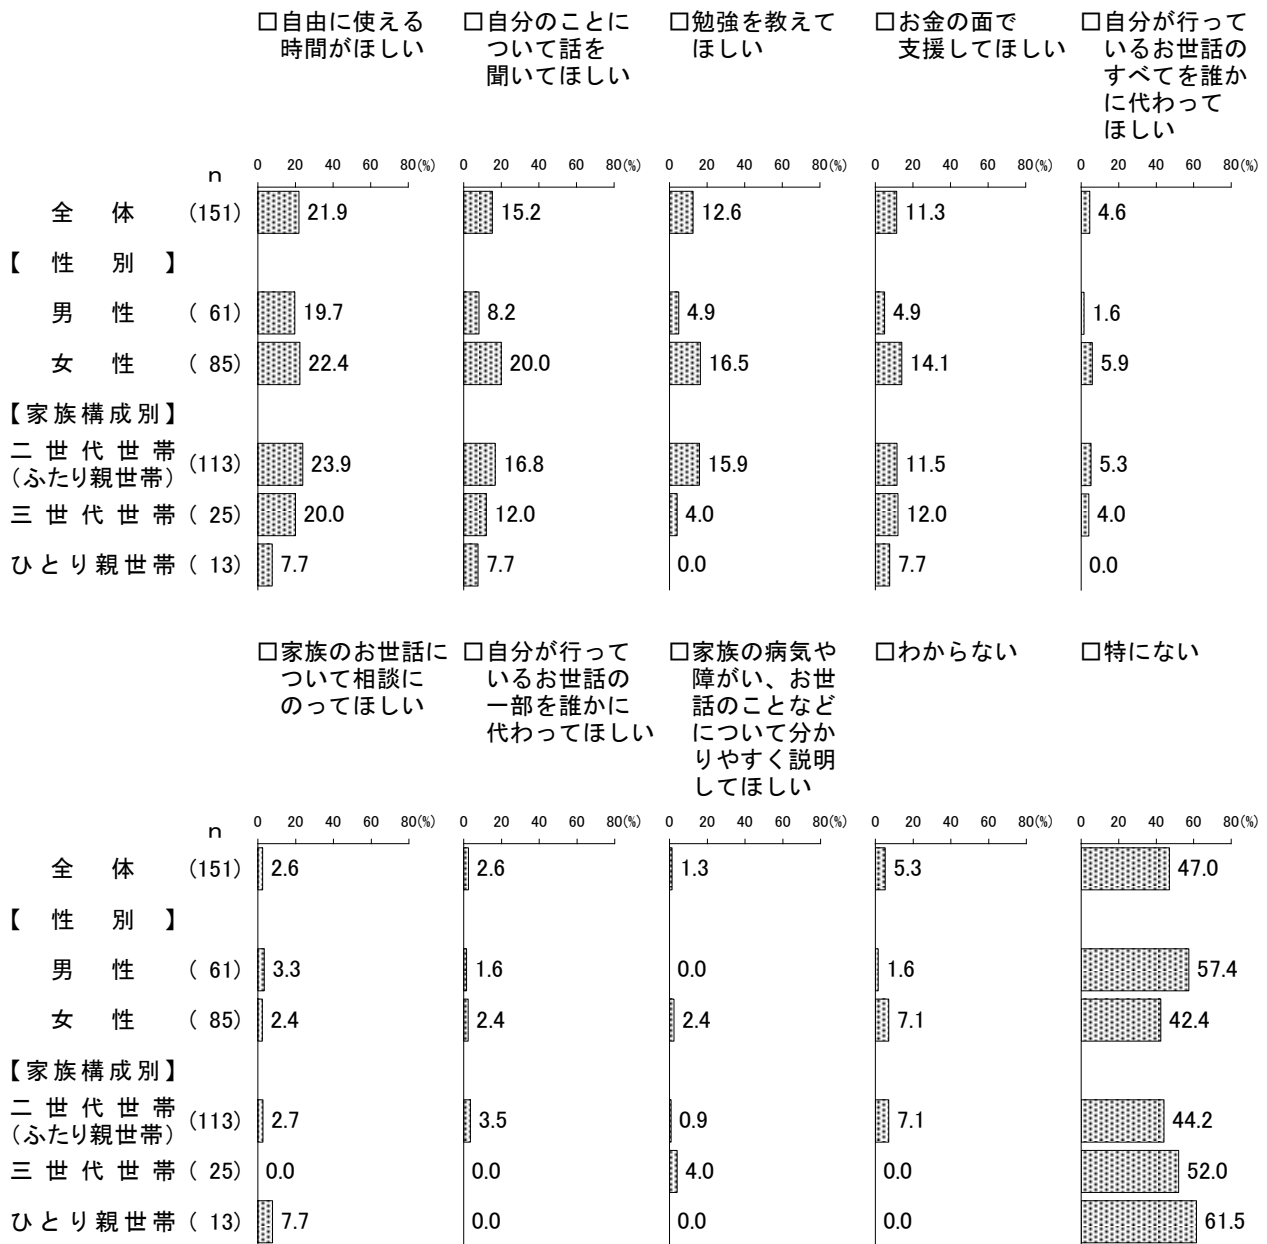 □自由に使える
時間がほしい
□自分のことに
ついて話を
聞いてほしい
□勉強を教えて
ほしい
□お金の面で
支援してほしい
□自分が行って
いるお世話の
すべてを誰か
に代わって
ほしい
n
0 20 40 60 80(%) 0 20 40 60 80(%) 0 20 40 60 80(%) 0 20 40 60 80(%) 0 20 40 60 80(%)
全体 (151) 21.9 15.2 12.6 11.3 4.6
【性別】
男性 ( 61) 19.7 8.2 4.9 4.9 1.6
女性 ( 85) 22.4 20.0 16.5 14.1 5.9
【家族構成別】
二世代世帯
(ふたり親世帯) (113) 23.9 16.8 15.9 11.5 5.3
三世代世帯 ( 25) 20.0 12.0 4.0 12.0 4.0
ひとり親世帯 ( 13) 7.7 7.7 0.0 7.7 0.0
□家族のお世話に
ついて相談に
のってほしい
□自分が行って
いるお世話の
一部を誰かに
代わってほしい
□家族の病気や
障がい、お世
話のことなど
について分か
りやすく説明
してほしい
□わからない
□特にない
n
0 20 40 60 80(%) 0 20 40 60 80(%) 0 20 40 60 80(%) 0 20 40 60 80(%) 0 20 40 60 80(%)
全体 (151) 2.6 2.6 1.3 5.3 47.0
【性別】
男性 ( 61) 3.3 1.6 0.0 1.6 57.4
女性 ( 85) 2.4 2.4 2.4 7.1 42.4
【家族構成別】
二世代世帯
(ふたり親世帯) (113) 2.7 3.5 0.9 7.1 44.2
三世代世帯 ( 25) 0.0 0.0 4.0 0.0 52.0
ひとり親世帯 ( 13) 7.7 0.0 0.0 0.0 61.5